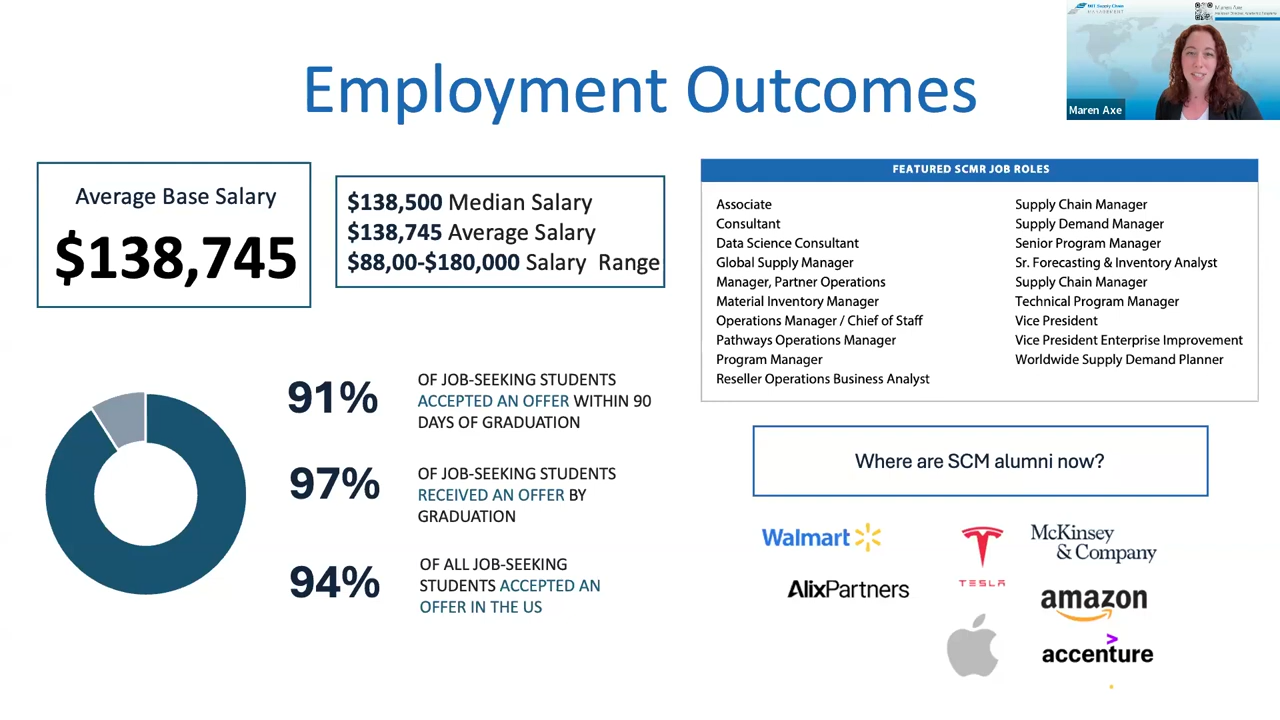 Employment Outcomes
MIT Supply Chain
MANAGEMENT
Maren Axe
Maren Axe
Average Base Salary
$138,745
$138,500 Median Salary
$138,745 Average Salary
$88,00-$180,000 Salary Range
91%
OF JOB-SEEKING STUDENTS
ACCEPTED AN OFFER WITHIN 90
DAYS OF GRADUATION
97%
OF JOB-SEEKING STUDENTS
RECEIVED AN OFFER BY
GRADUATION
94%
OF ALL JOB-SEEKING
STUDENTS ACCEPTED AN
OFFER IN THE US
FEATURED SCMR JOB ROLES
Associate
Consultant
Data Science Consultant
Global Supply Manager
Manager, Partner Operations
Material Inventory Manager
Operations Manager / Chief of Staff
Pathways Operations Manager
Program Manager
Reseller Operations Business Analyst
Supply Chain Manager
Supply Demand Manager
Senior Program Manager
Sr. Forecasting & Inventory Analyst
Supply Chain Manager
Technical Program Manager
Vice President
Vice President Enterprise Improvement
Worldwide Supply Demand Planner
Where are SCM alumni now?
Walmart
AlixPartners
TESLA
McKinsey
& Company
amazon
accenture